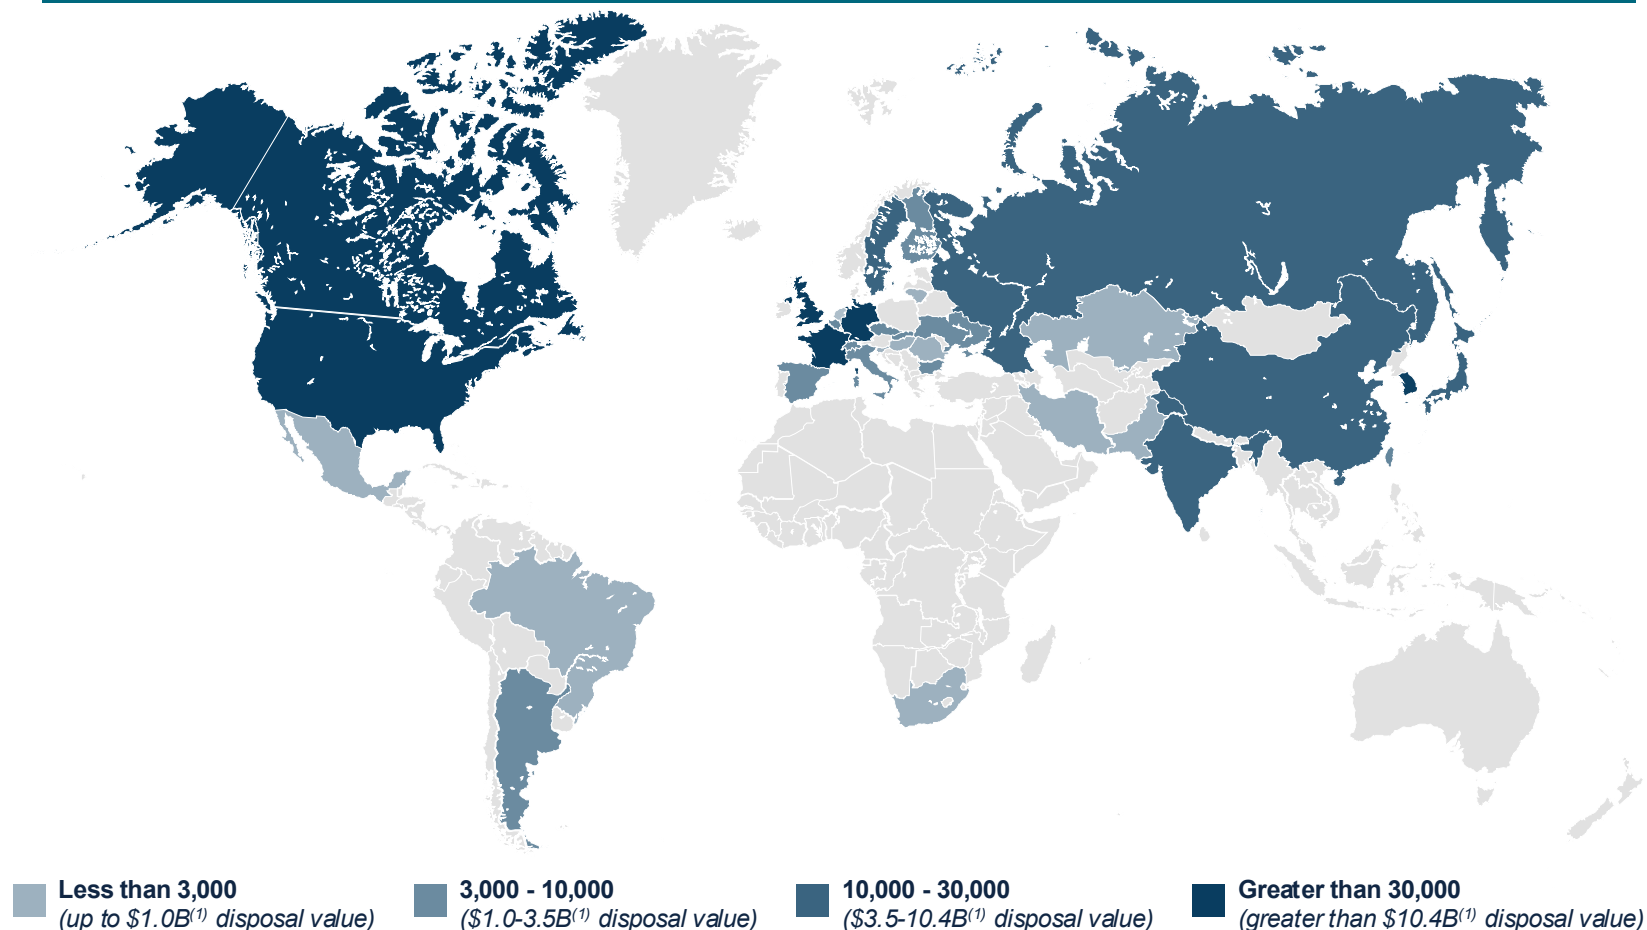 Less than 3,000
(up to $1.0B(1) disposal value)
3,000 - 10,000
($1.0-3.5B(1) disposal value)
10,000 - 30,000
($3.5-10.4B(1) disposal value)
Greater than 30,000
(greater than $10.4B(1) disposal value)